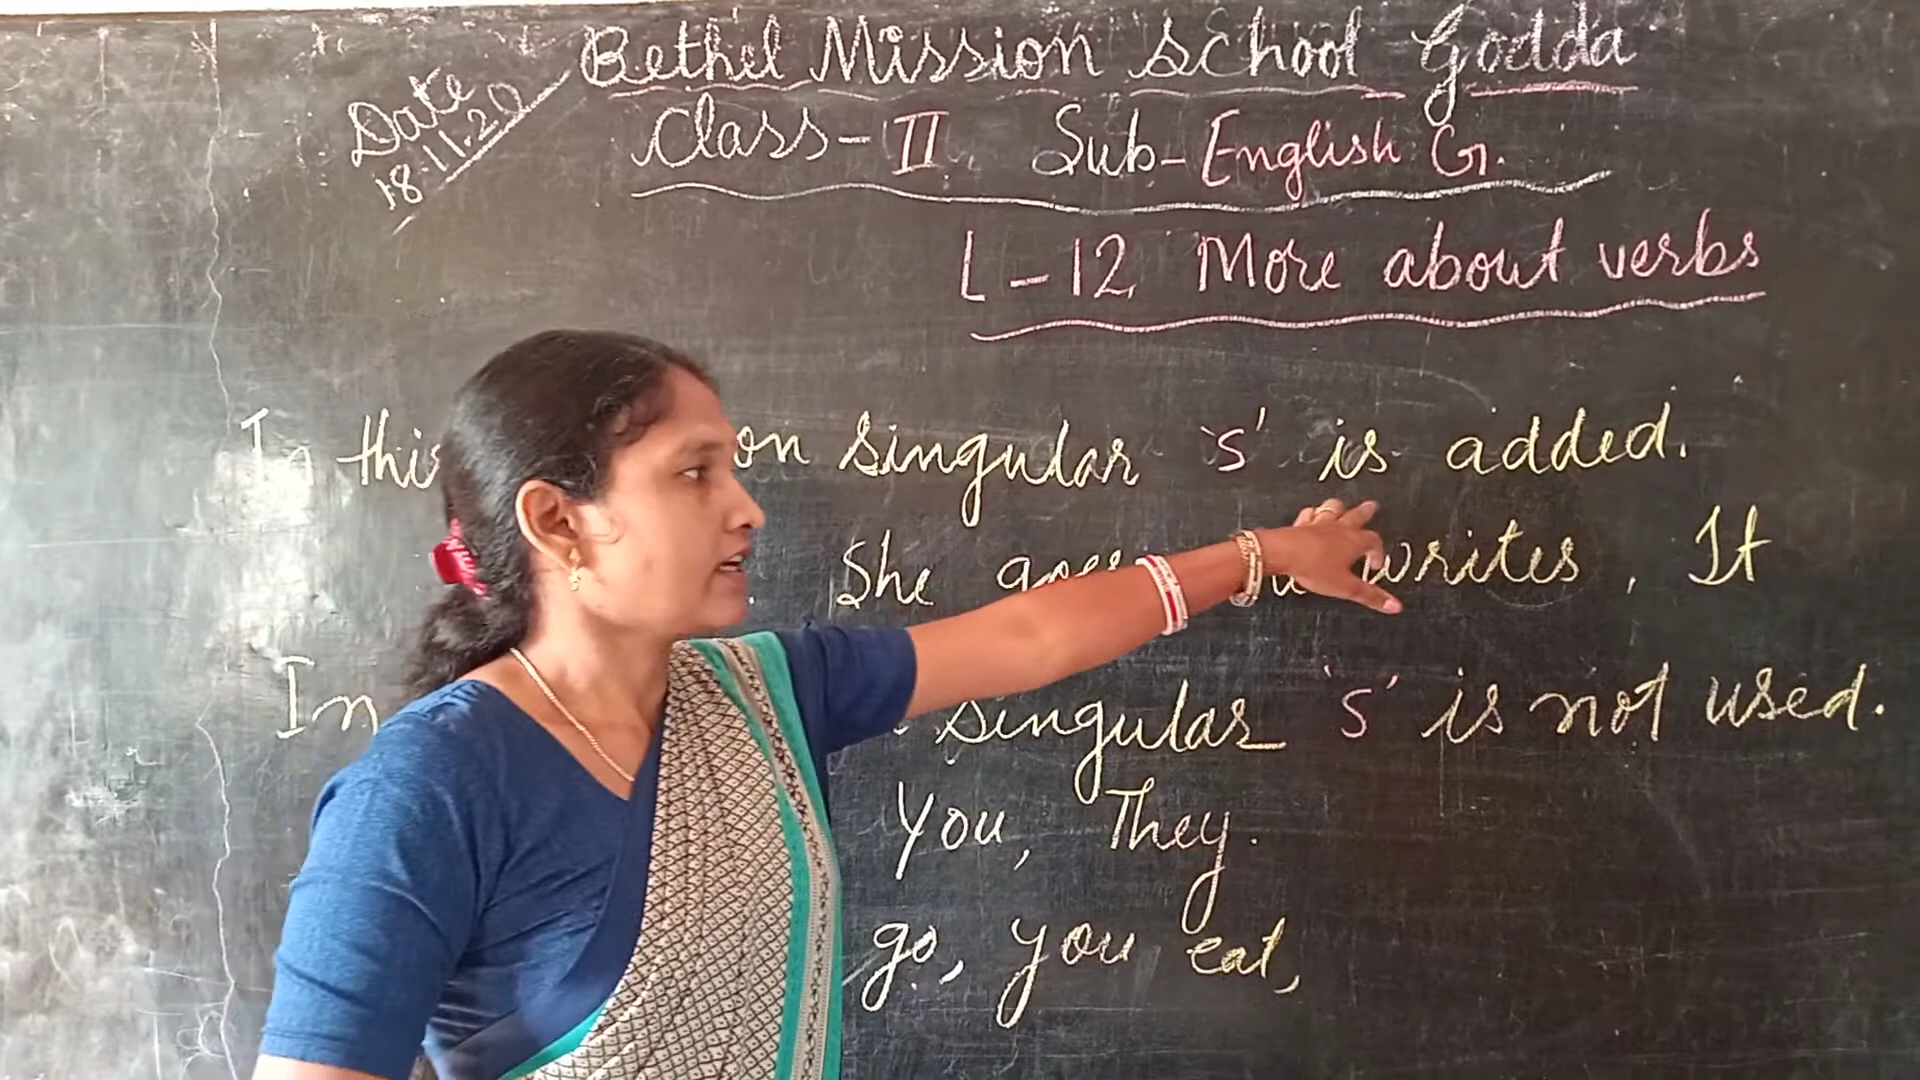 Bethel Mission School Godda
Date
18.11.20
Class-II Sub-English G.
L-12 More about verbs
In this on singular 's' is added.
She goes writes, It
In singular 's' is not used.
You, They.
go, you eat,